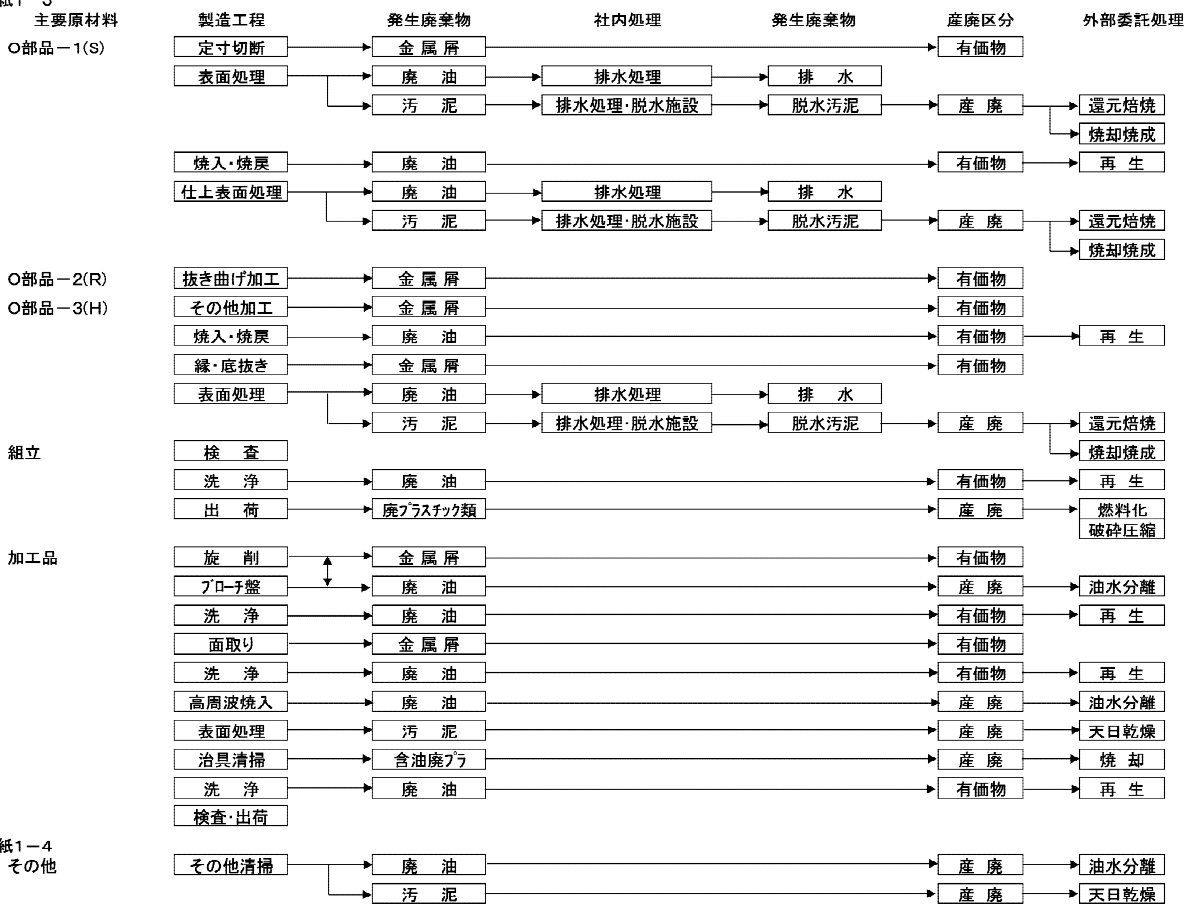 紙1-3
主要原材料 製造工程 発生廃棄物 社内処理 発生廃棄物 産廃区分 外部委託処理
O部品-1(S) 定寸切断 金属屑 有価物
表面処理 廃油 排水処理 排水
汚泥 排水処理・脱水施設 脱水汚泥 産廃 還元焙焼
焼却焼成
焼入・焼戻 廃油 有価物 再生
仕上表面処理 廃油 排水処理 排水
汚泥 排水処理・脱水施設 脱水汚泥 産廃 還元焙焼
焼却焼成
O部品-2(R) 抜き曲げ加工 金属屑 有価物
O部品-3(H) その他加工 金属屑 有価物
焼入・焼戻 廃油 有価物 再生
縁・底抜き 金属屑 有価物
表面処理 廃油 排水処理 排水
汚泥 排水処理・脱水施設 脱水汚泥 産廃 還元焙焼
組立 検査 焼却焼成
洗浄 廃油 有価物 再生
出荷 廃プラスチック類 産廃 燃料化
破砕圧縮
加工品 旋削 金属屑 有価物
ブローチ盤 廃油 産廃 油水分離
洗浄 廃油 有価物 再生
面取り 金属屑 有価物
洗浄 廃油 有価物 再生
高周波焼入 廃油 産廃 油水分離
表面処理 汚泥 産廃 天日乾燥
治具清掃 含油廃プラ 産廃 焼却
洗浄 廃油 有価物 再生
検査・出荷
紙1-4
その他 その他清掃 廃油 産廃 油水分離
汚泥 産廃 天日乾燥